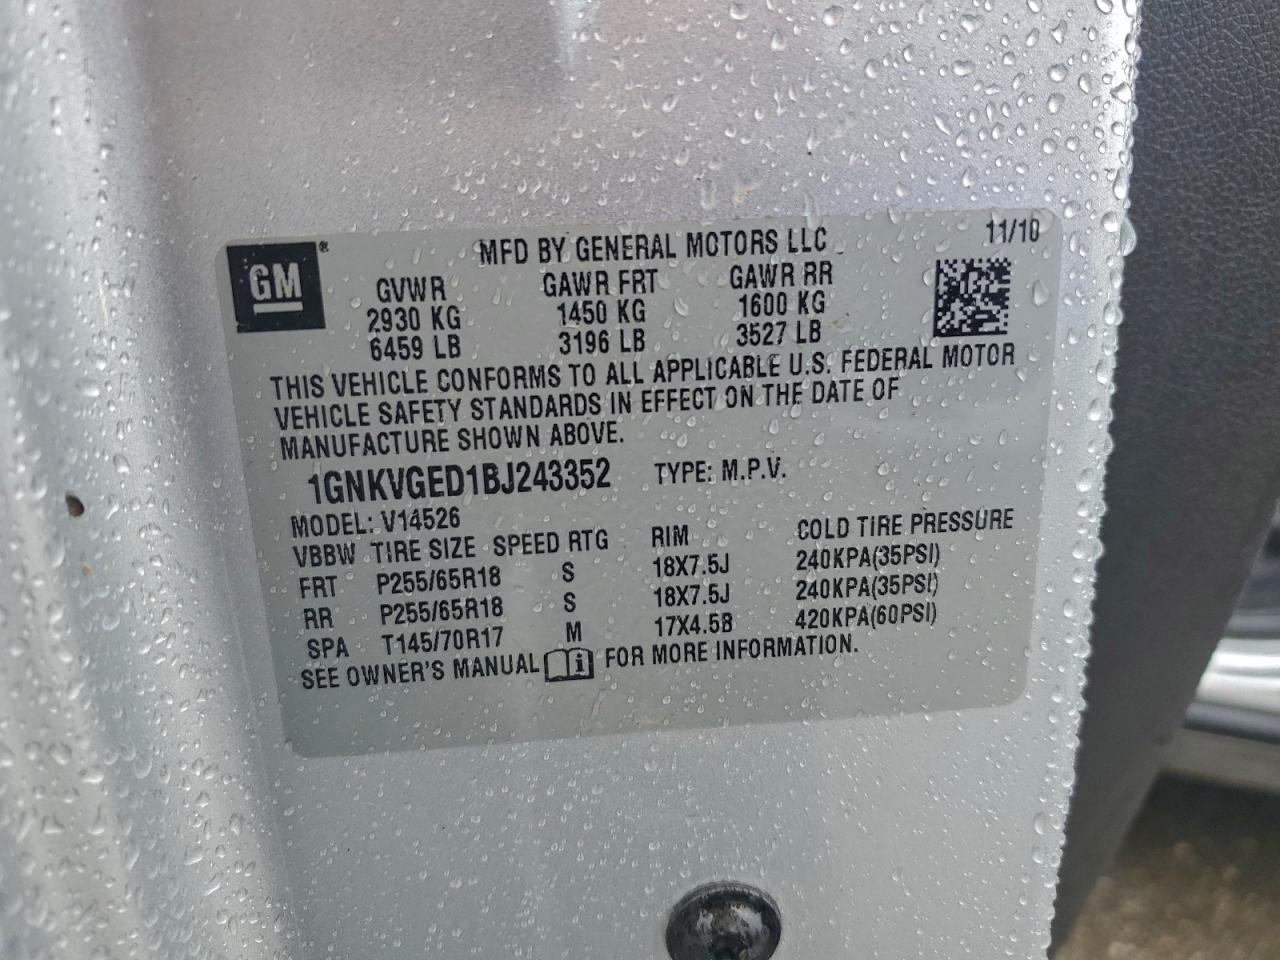 11/10
GM ®
MFD BY GENERAL MOTORS LLC
GVWR GAWR FRT GAWR RR
2930 KG 1450 KG 1600 KG
6459 LB 3196 LB 3527 LB
THIS VEHICLE CONFORMS TO ALL APPLICABLE U.S. FEDERAL MOTOR
VEHICLE SAFETY STANDARDS IN EFFECT ON THE DATE OF
MANUFACTURE SHOWN ABOVE.
1GNKVGED1BJ243352 TYPE: M.P.V.
MODEL: V14526
VBBW TIRE SIZE SPEED RTG RIM COLD TIRE PRESSURE
FRT P255/65R18 S 18X7.5J 240KPA(35PSI)
RR P255/65R18 S 18X7.5J 240KPA(35PSI)
SPA T145/70R17 M 17X4.5B 420KPA(60PSI)
SEE OWNER'S MANUAL i FOR MORE INFORMATION.